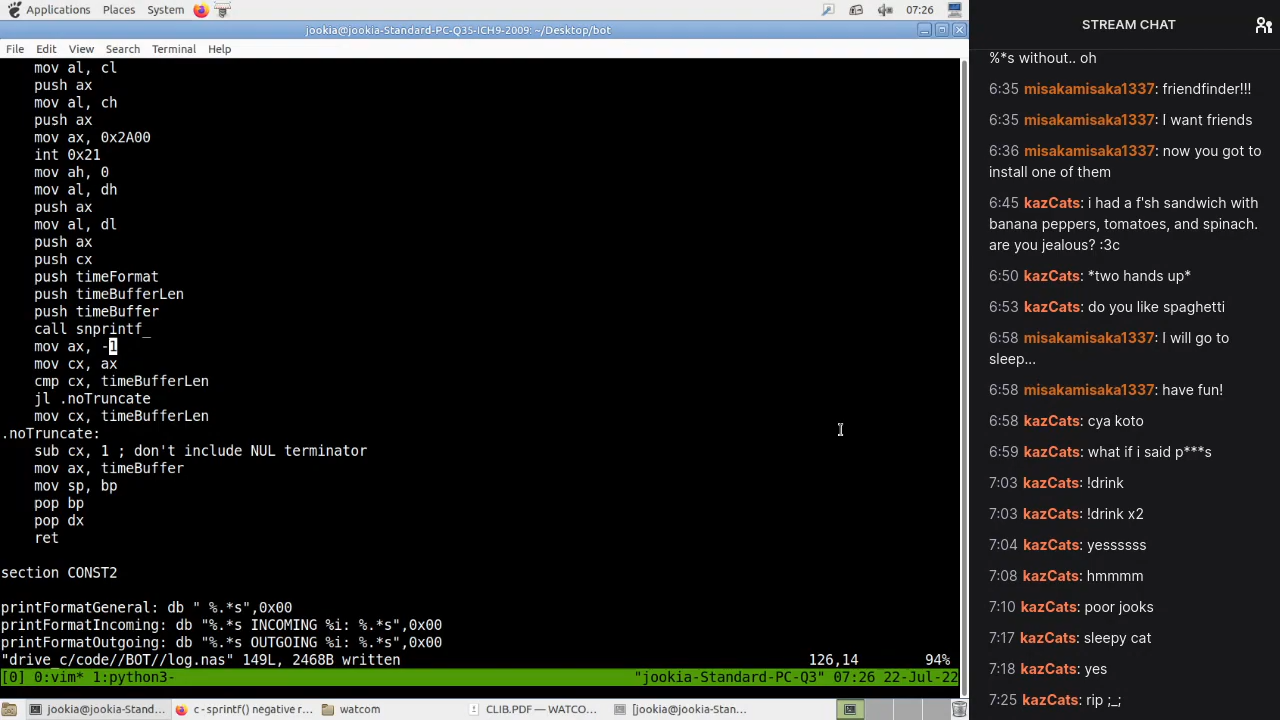 Applications Places System 07:26
jookia@jookia-Standard-PC-Q35-ICH9-2009: ~/Desktop/bot
File Edit View Search Terminal Help
mov al, cl
push ax
mov al, ch
push ax
mov ax, 0x2A00
int 0x21
mov ah, 0
mov al, dh
push ax
mov al, dl
push ax
push cx
push timeFormat
push timeBufferLen
push timeBuffer
call snprintf_
mov ax, -1
mov cx, ax
cmp cx, timeBufferLen
jl .noTruncate
mov cx, timeBufferLen
.noTruncate:
sub cx, 1 ; don't include NUL terminator
mov ax, timeBuffer
mov sp, bp
pop bp
pop dx
ret
section CONST2
printFormatGeneral: db " %.*s",0x00
printFormatIncoming: db "%.*s INCOMING %i: %.*s",0x00
printFormatOutgoing: db "%.*s OUTGOING %i: %.*s",0x00
"drive_c/code//BOT//log.nas" 149L, 2468B written 126,14 94%
[0] 0:vim* 1:python3- "jookia-Standard-PC-Q3" 07:26 22-Jul-22
jookia@jookia-Stand... c - sprintf() negative r... watcom CLIB.PDF — WATCO... [jookia@jookia-Stan...
STREAM CHAT
%*s without.. oh
6:35 misakamisaka1337: friendfinder!!!
6:35 misakamisaka1337: I want friends
6:36 misakamisaka1337: now you got to
install one of them
6:45 kazCats: i had a f'sh sandwich with
banana peppers, tomatoes, and spinach.
are you jealous? :3c
6:50 kazCats: *two hands up*
6:53 kazCats: do you like spaghetti
6:58 misakamisaka1337: I will go to
sleep...
6:58 misakamisaka1337: have fun!
6:58 kazCats: cya koto
6:59 kazCats: what if i said p***s
7:03 kazCats: !drink
7:03 kazCats: !drink x2
7:04 kazCats: yessssss
7:08 kazCats: hmmmm
7:10 kazCats: poor jooks
7:17 kazCats: sleepy cat
7:18 kazCats: yes
7:25 kazCats: rip ;_;